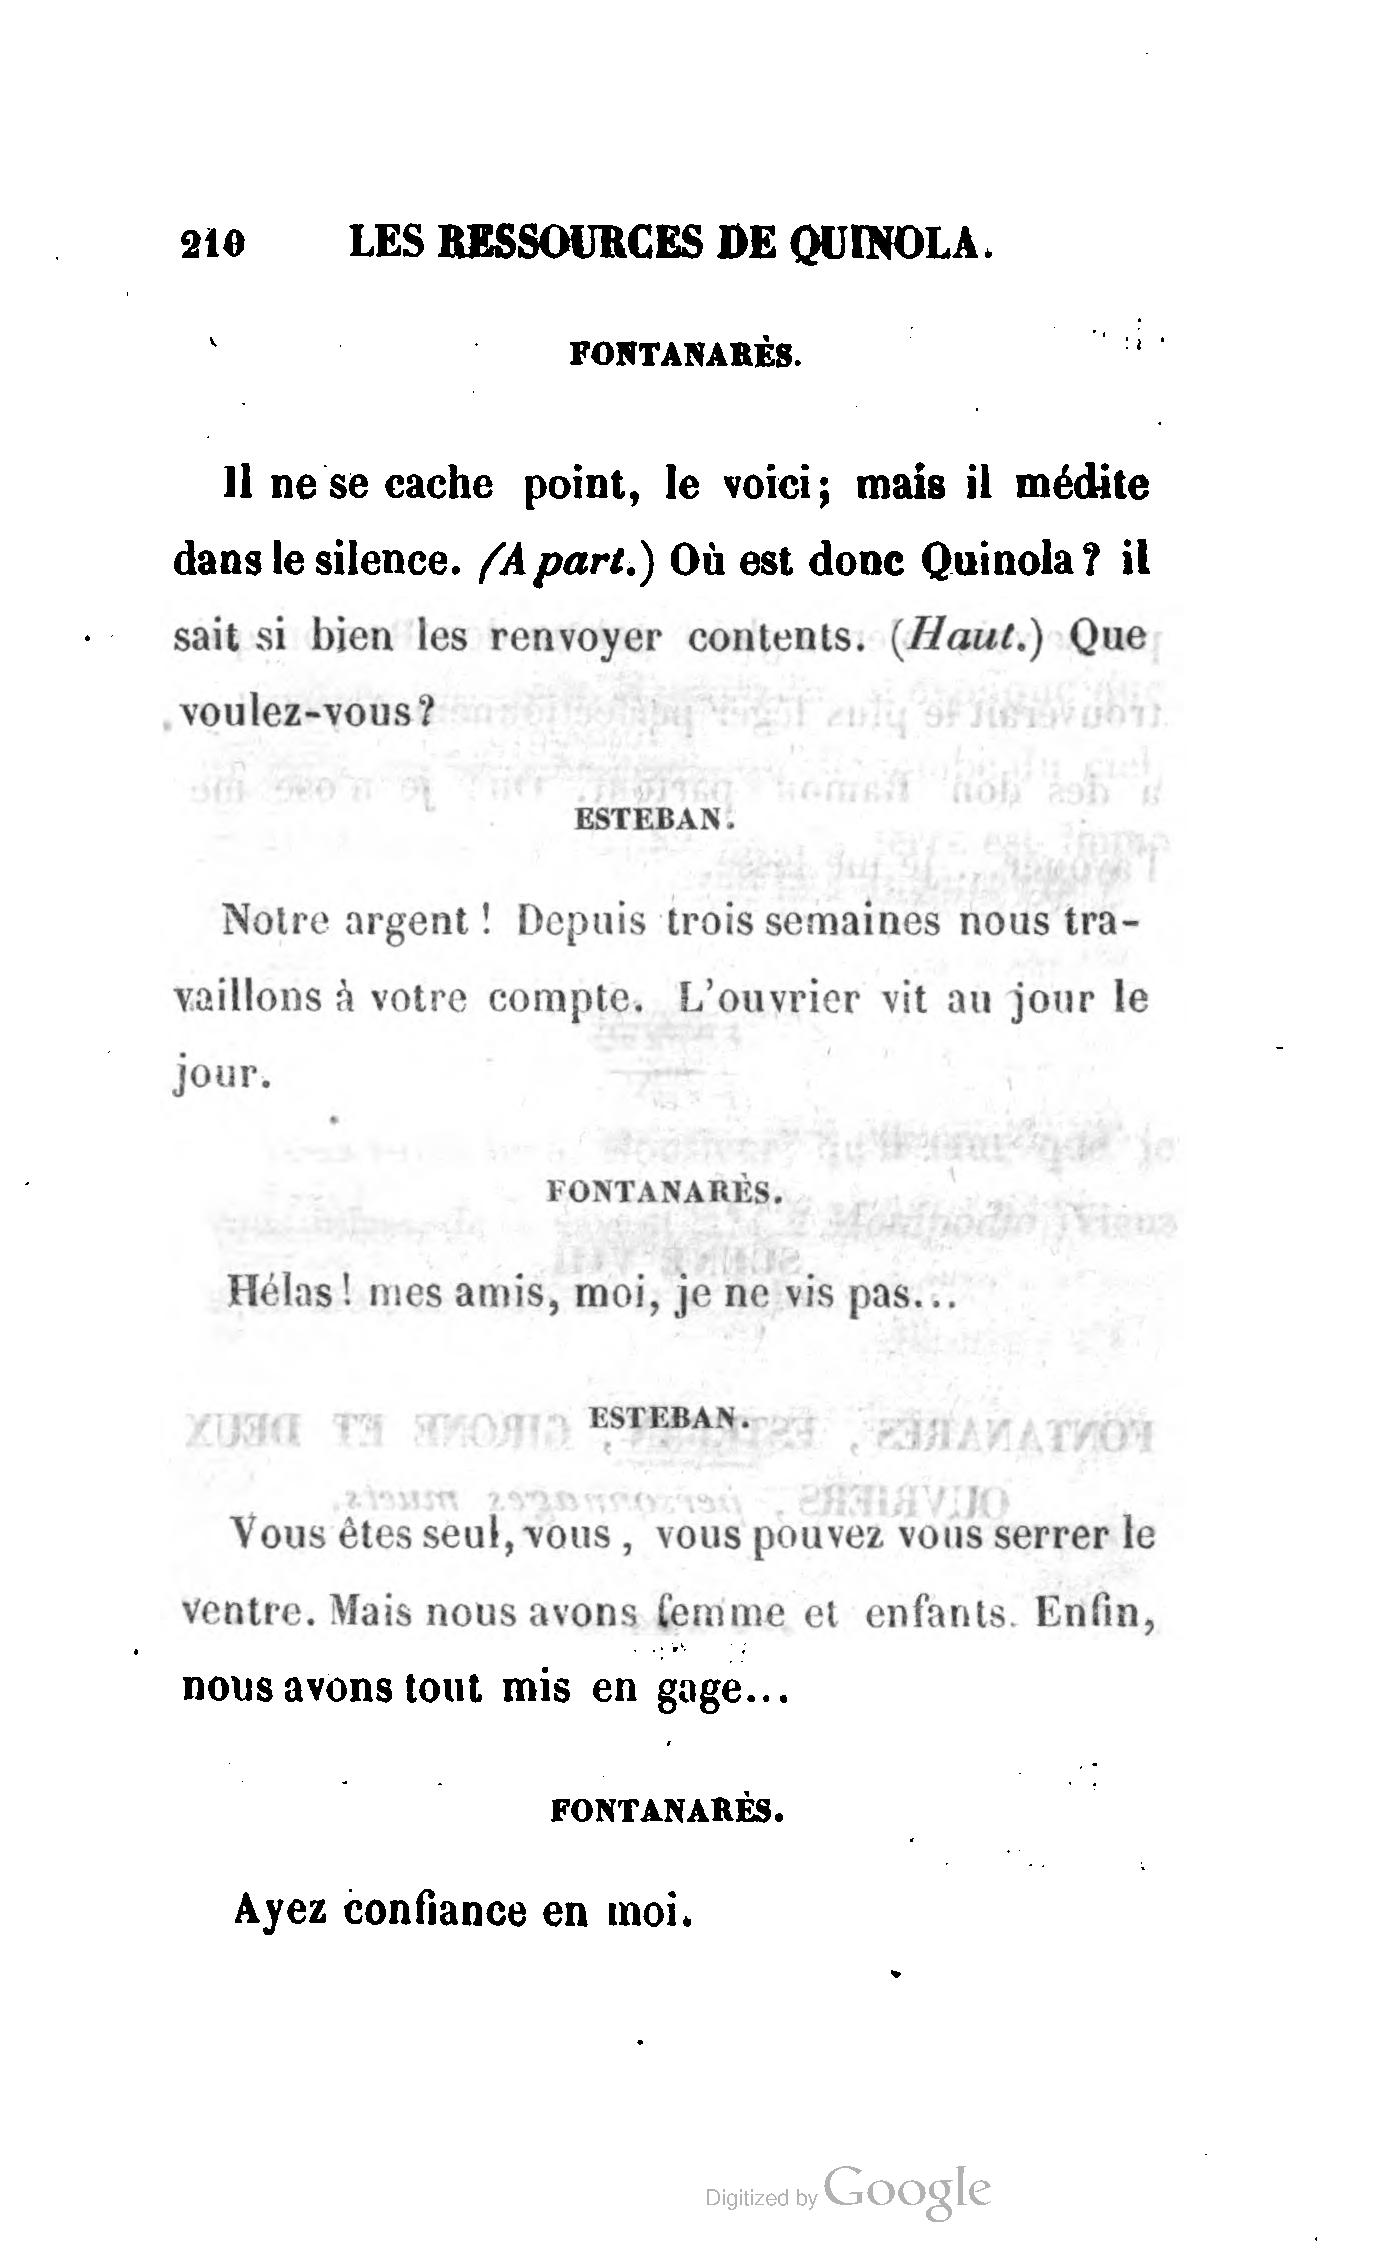 210 LES RESSOURCES DE QUINOLA.
FONTANARÈS.
Il ne se cache point, le voici; mais il médite
dans le silence. (A part.) Où est donc Quinola? il
sait si bien les renvoyer contents. (Haut.) Que
voulez-vous?
ESTEBAN.
Notre argent! Depuis trois semaines nous tra-
vaillons à votre compte. L'ouvrier vit au jour le
jour.
FONTANARÈS.
Hélas! mes amis, moi, je ne vis pas...
ESTEBAN.
Vous êtes seul, vous, vous pouvez vous serrer le
ventre. Mais nous avons femme et enfants. Enfin,
nous avons tout mis en gage...
FONTANARÈS.
Ayez confiance en moi.
Digitized by Google